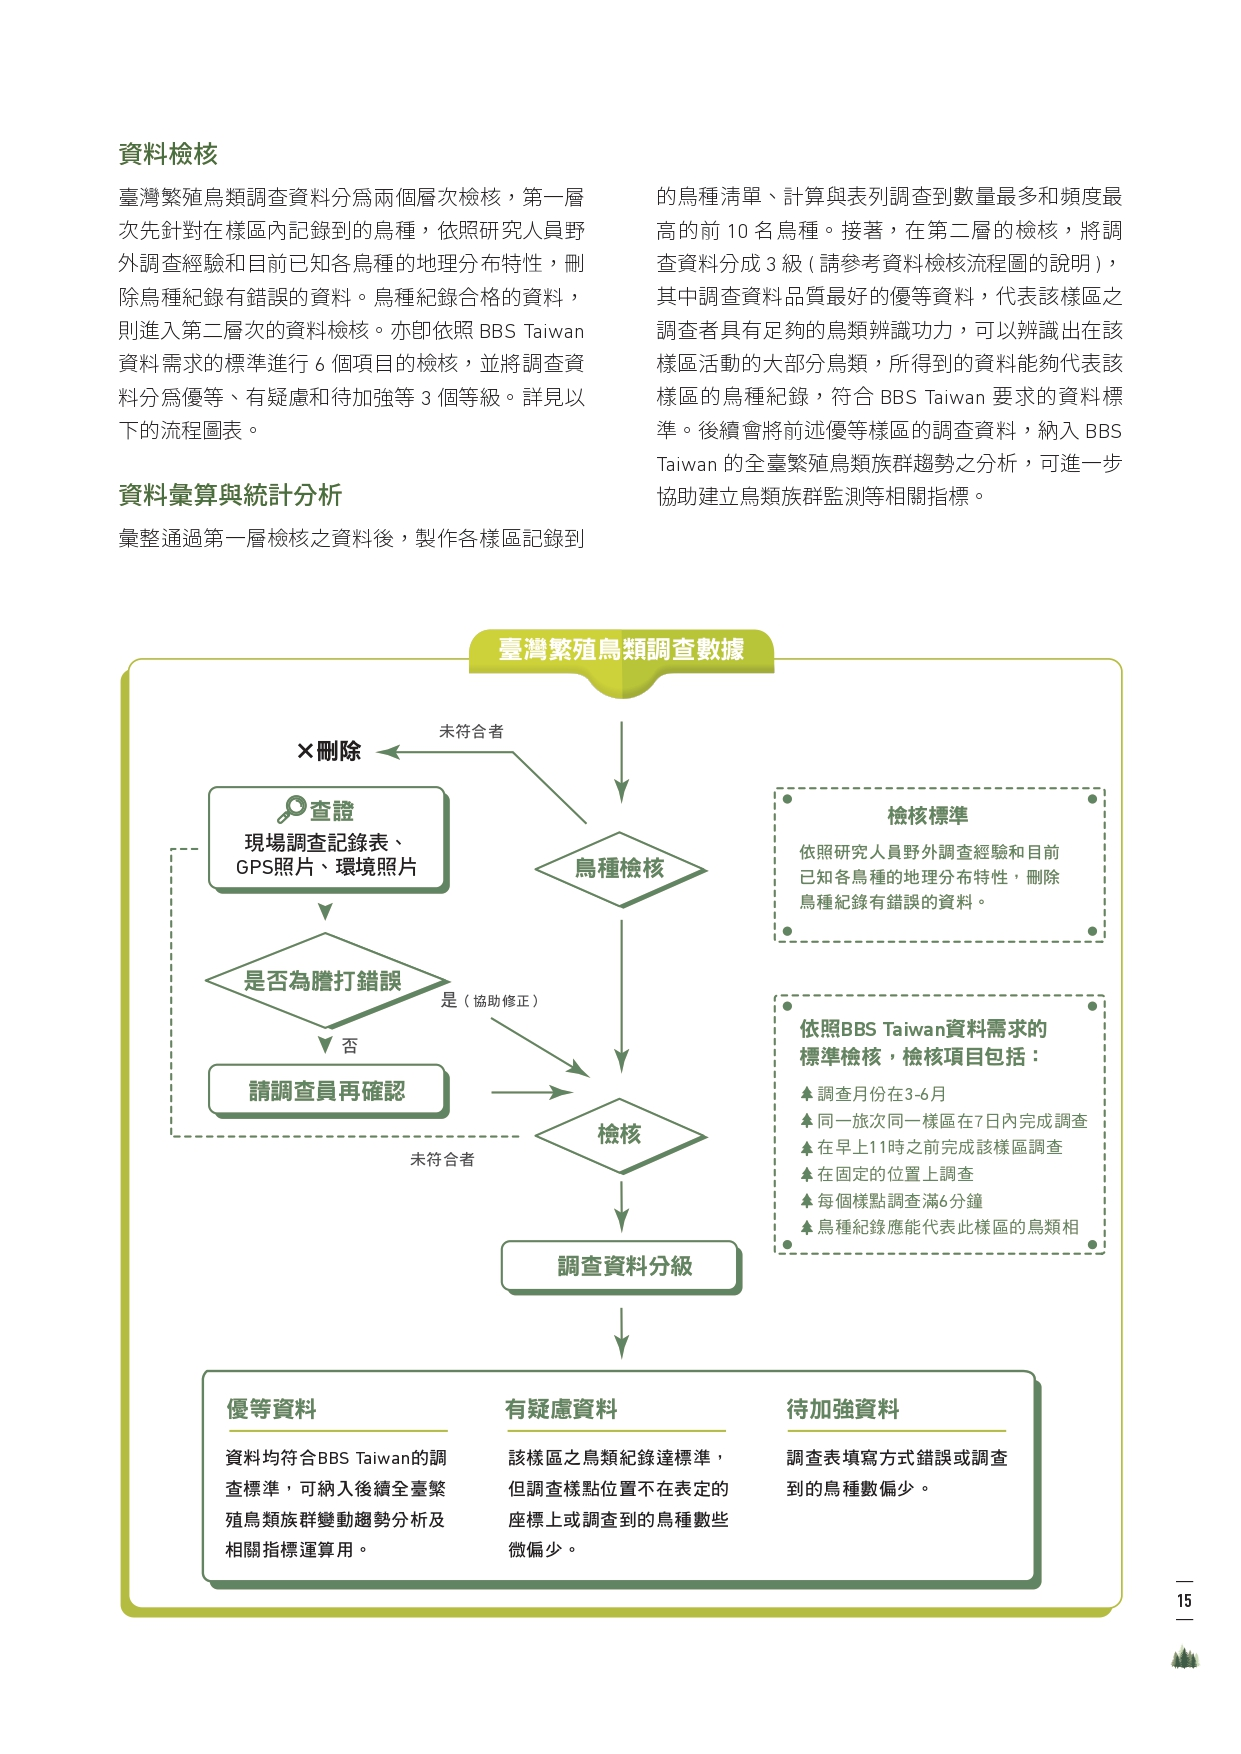 資料檢核
臺灣繁殖鳥類調查資料分為兩個層次檢核，第一層
次先針對在樣區內記錄到的鳥種，依照研究人員野
外調查經驗和目前已知各鳥種的地理分布特性，刪
除鳥種紀錄有錯誤的資料。鳥種紀錄合格的資料，
則進入第二層次的資料檢核。亦即依照 BBS Taiwan
資料需求的標準進行 6 個項目的檢核，並將調查資
料分為優等、有疑慮和待加強等 3 個等級。詳見以
下的流程圖表。
資料彙算與統計分析
彙整通過第一層檢核之資料後，製作各樣區記錄到
的鳥種清單、計算與表列調查到數量最多和頻度最
高的前 10 名鳥種。接著，在第二層的檢核，將調
查資料分成 3 級 ( 請參考資料檢核流程圖的說明 )，
其中調查資料品質最好的優等資料，代表該樣區之
調查者具有足夠的鳥類辨識功力，可以辨識出在該
樣區活動的大部分鳥類，所得到的資料能夠代表該
樣區的鳥種紀錄，符合 BBS Taiwan 要求的資料標
準。後續會將前述優等樣區的調查資料，納入 BBS
Taiwan 的全臺繁殖鳥類族群趨勢之分析，可進一步
協助建立鳥類族群監測等相關指標。
臺灣繁殖鳥類調查數據
未符合者
✕刪除
查證
現場調查記錄表、
GPS照片、環境照片
鳥種檢核
檢核標準
依照研究人員野外調查經驗和目前
已知各鳥種的地理分布特性，刪除
鳥種紀錄有錯誤的資料。
是否為謄打錯誤
是（協助修正）
否
請調查員再確認
檢核
未符合者
依照BBS Taiwan資料需求的
標準檢核，檢核項目包括：
調查月份在3-6月
同一旅次同一樣區在7日內完成調查
在早上11時之前完成該樣區調查
在固定的位置上調查
每個樣點調查滿6分鐘
鳥種紀錄應能代表此樣區的鳥類相
調查資料分級
優等資料
資料均符合BBS Taiwan的調
查標準，可納入後續全臺繁
殖鳥類族群變動趨勢分析及
相關指標運算用。
有疑慮資料
該樣區之鳥類紀錄達標準，
但調查樣點位置不在表定的
座標上或調查到的鳥種數些
微偏少。
待加強資料
調查表填寫方式錯誤或調查
到的鳥種數偏少。
15